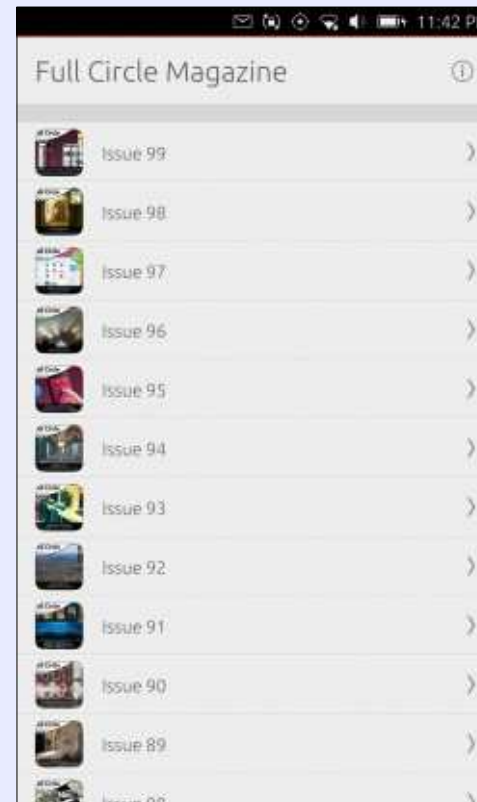 11:42 P
Full Circle Magazine
Issue 99
Issue 98
Issue 97
Issue 96
Issue 95
Issue 94
Issue 93
Issue 92
Issue 91
Issue 90
Issue 89